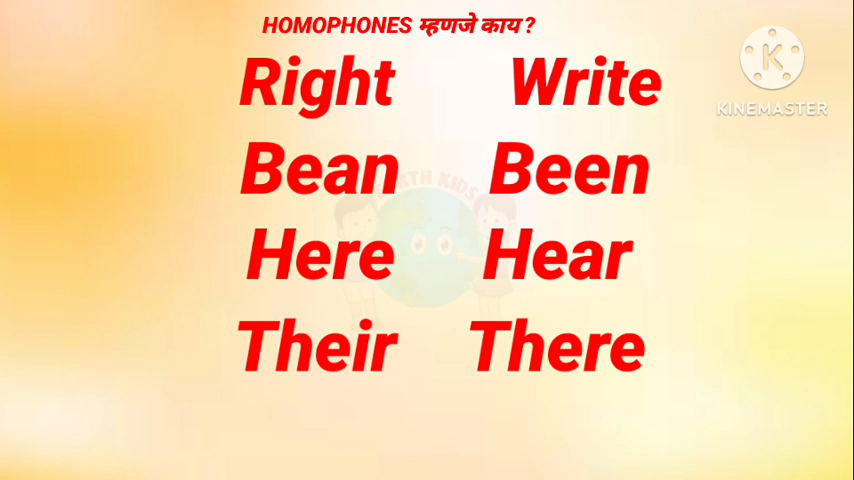 HOMOPHONES म्हणजे काय?
Right Write
KINEMASTER
Bean Been
Here Hear
Their There